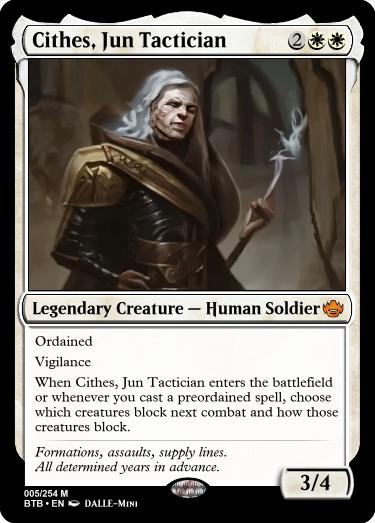 Cithes, Jun Tactician 2
Legendary Creature — Human Soldier
Ordained
Vigilance
When Cithes, Jun Tactician enters the battlefield
or whenever you cast a preordained spell, choose
which creatures block next combat and how those
creatures block.
Formations, assaults, supply lines.
All determined years in advance.
3/4
005/254 M
BTB • EN DALLE-Mini